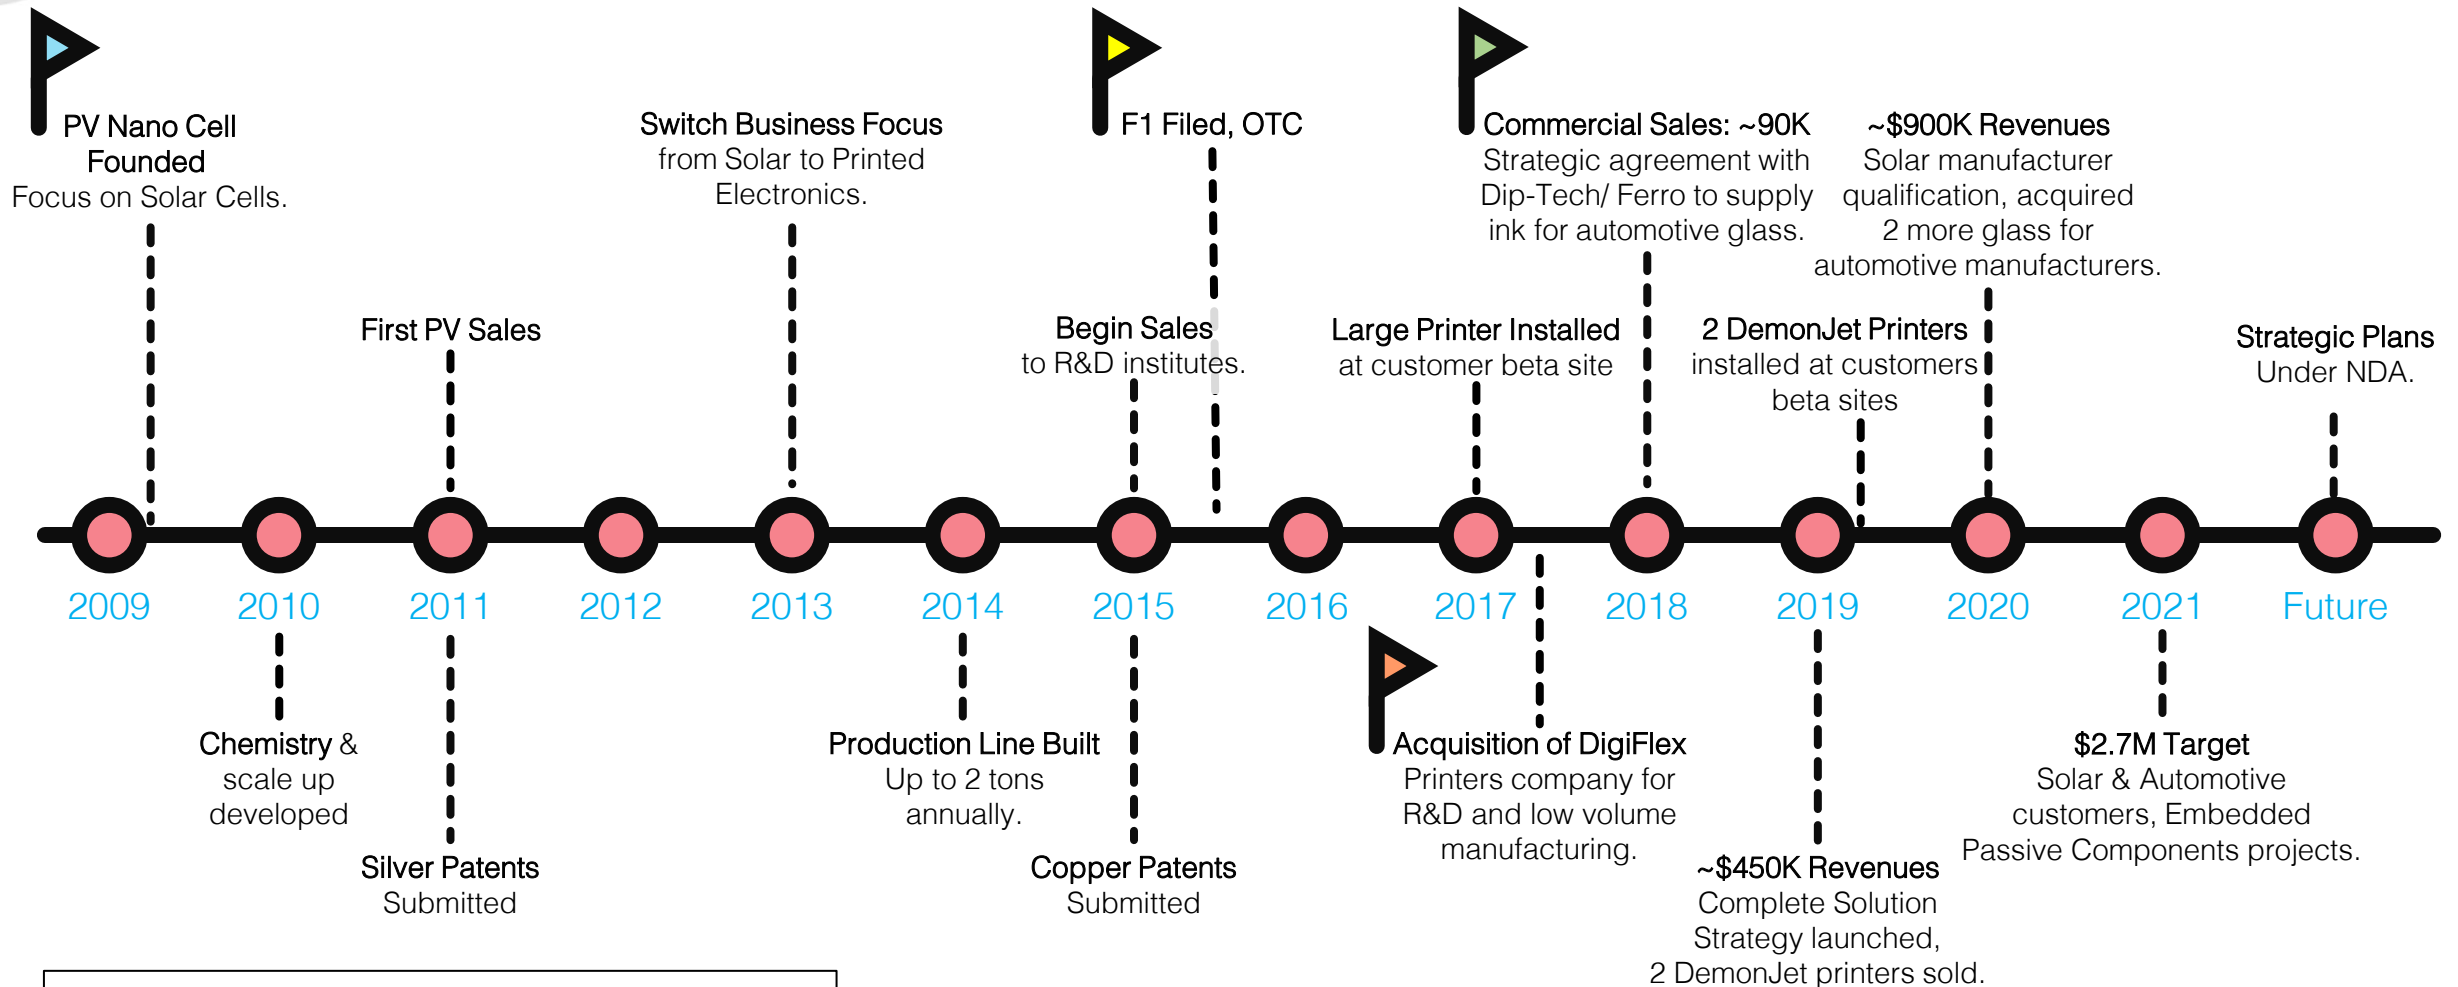 PV Nano Cell
Founded
Focus on Solar Cells.
Switch Business Focus
from Solar to Printed
Electronics.
F1 Filed, OTC
Commercial Sales: ~90K
Strategic agreement with
Dip-Tech/ Ferro to supply
ink for automotive glass.
~$900K Revenues
Solar manufacturer
qualification, acquired
2 more glass for
automotive manufacturers.
First PV Sales
Begin Sales
to R&D institutes.
Large Printer Installed
at customer beta site
2 DemonJet Printers
installed at customers
beta sites
Strategic Plans
Under NDA.
2009 2010 2011 2012 2013 2014 2015 2016 2017 2018 2019 2020 2021 Future
Chemistry &
scale up
developed
Silver Patents
Submitted
Production Line Built
Up to 2 tons
annually.
Copper Patents
Submitted
Acquisition of DigiFlex
Printers company for
R&D and low volume
manufacturing.
~$450K Revenues
Complete Solution
Strategy launched,
2 DemonJet printers sold.
$2.7M Target
Solar & Automotive
customers, Embedded
Passive Components projects.